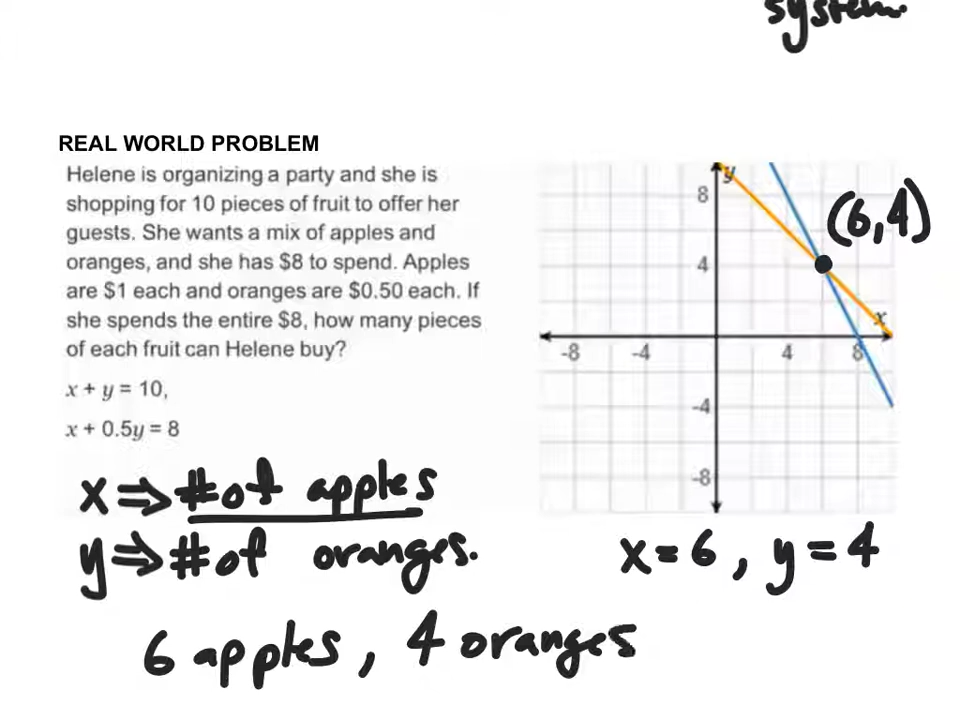 system.
REAL WORLD PROBLEM
Helene is organizing a party and she is
shopping for 10 pieces of fruit to offer her
guests. She wants a mix of apples and
oranges, and she has $8 to spend. Apples
are $1 each and oranges are $0.50 each. If
she spends the entire $8, how many pieces
of each fruit can Helene buy?
x + y = 10,
x + 0.5y = 8
x ⇒ # of apples
y ⇒ # of oranges.
6 apples, 4 oranges
y
8
(6,4)
4
x
-8 -4 4 8
-4
-8
x = 6, y = 4